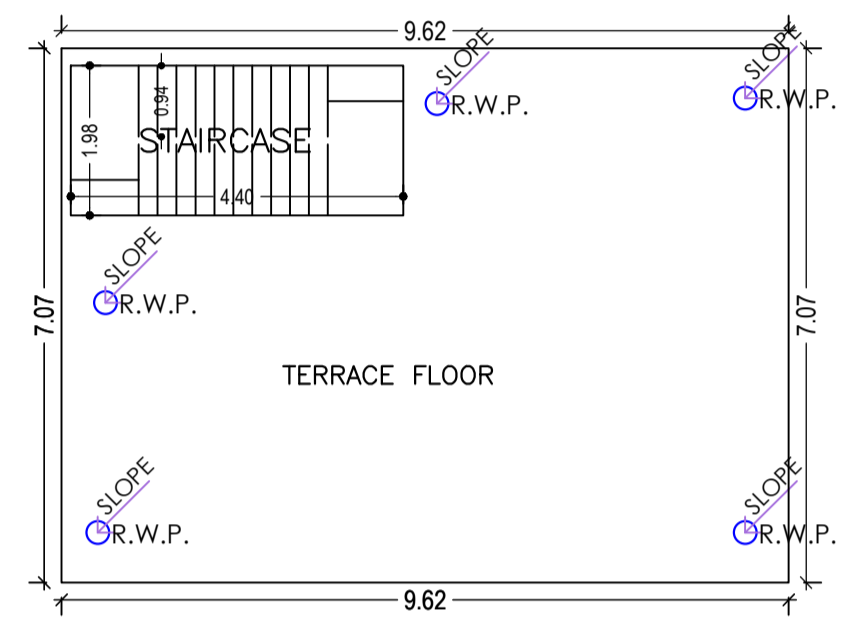 9.62
SLOPE
R.W.P.
SLOPE
R.W.P.
0.94
1.98
STAIRCASE
4.40
SLOPE
R.W.P.
7.07
7.07
TERRACE FLOOR
SLOPE
R.W.P.
SLOPE
R.W.P.
9.62